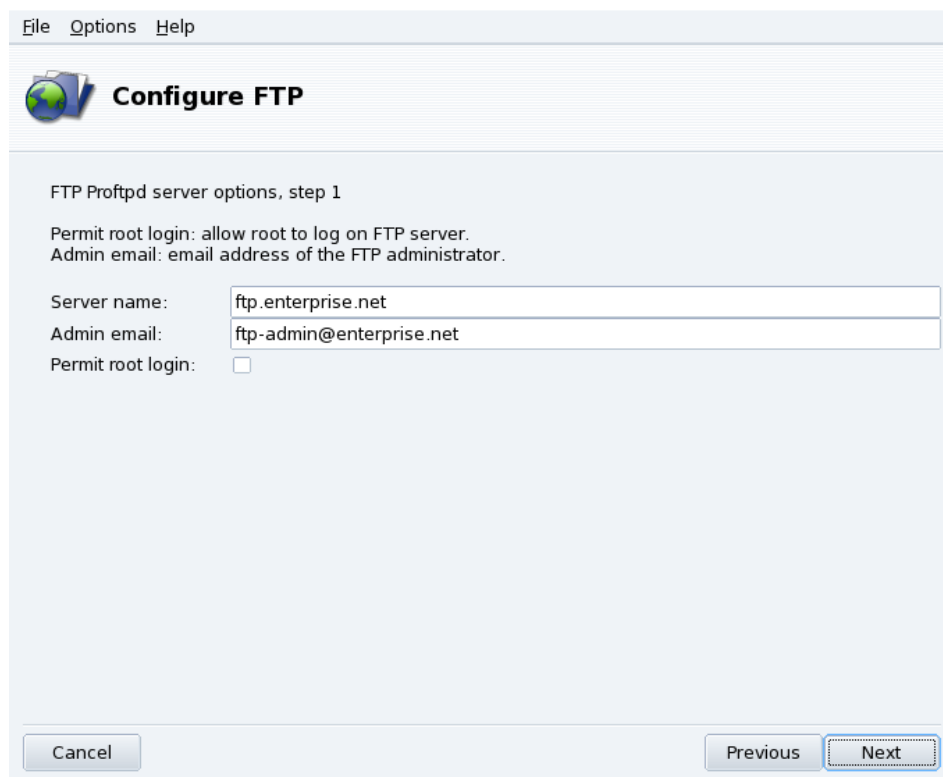 File Options Help
Configure FTP
FTP Proftpd server options, step 1
Permit root login: allow root to log on FTP server.
Admin email: email address of the FTP administrator.
Server name: ftp.enterprise.net
Admin email: ftp-admin@enterprise.net
Permit root login:
Cancel Previous Next